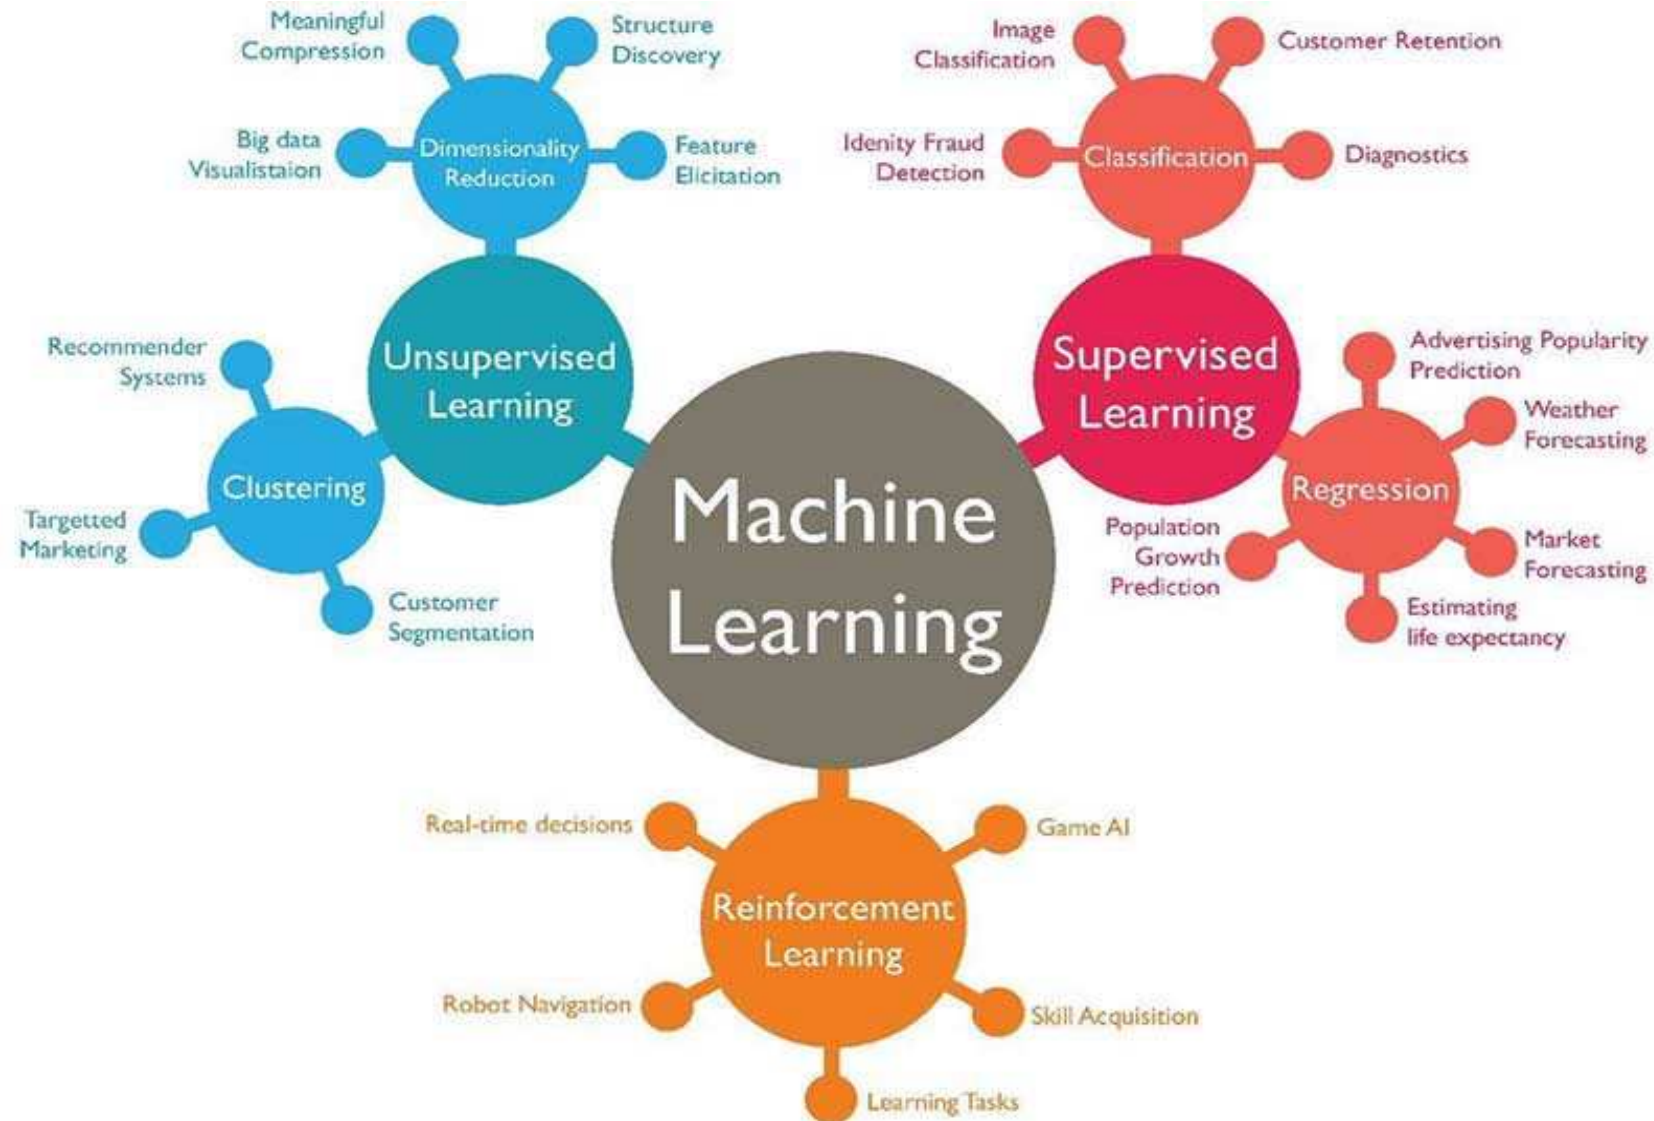 Meaningful
Compression
Structure
Discovery
Big data
Visualistaion
Dimensionality
Reduction
Feature
Elicitation
Image
Classification
Customer Retention
Idenity Fraud
Detection
Classification
Diagnostics
Unsupervised
Learning
Recommender
Systems
Clustering
Targetted
Marketing
Customer
Segmentation
Supervised
Learning
Advertising Popularity
Prediction
Weather
Forecasting
Regression
Population
Growth
Prediction
Market
Forecasting
Estimating
life expectancy
Machine
Learning
Real-time decisions
Game AI
Reinforcement
Learning
Robot Navigation
Skill Acquisition
Learning Tasks